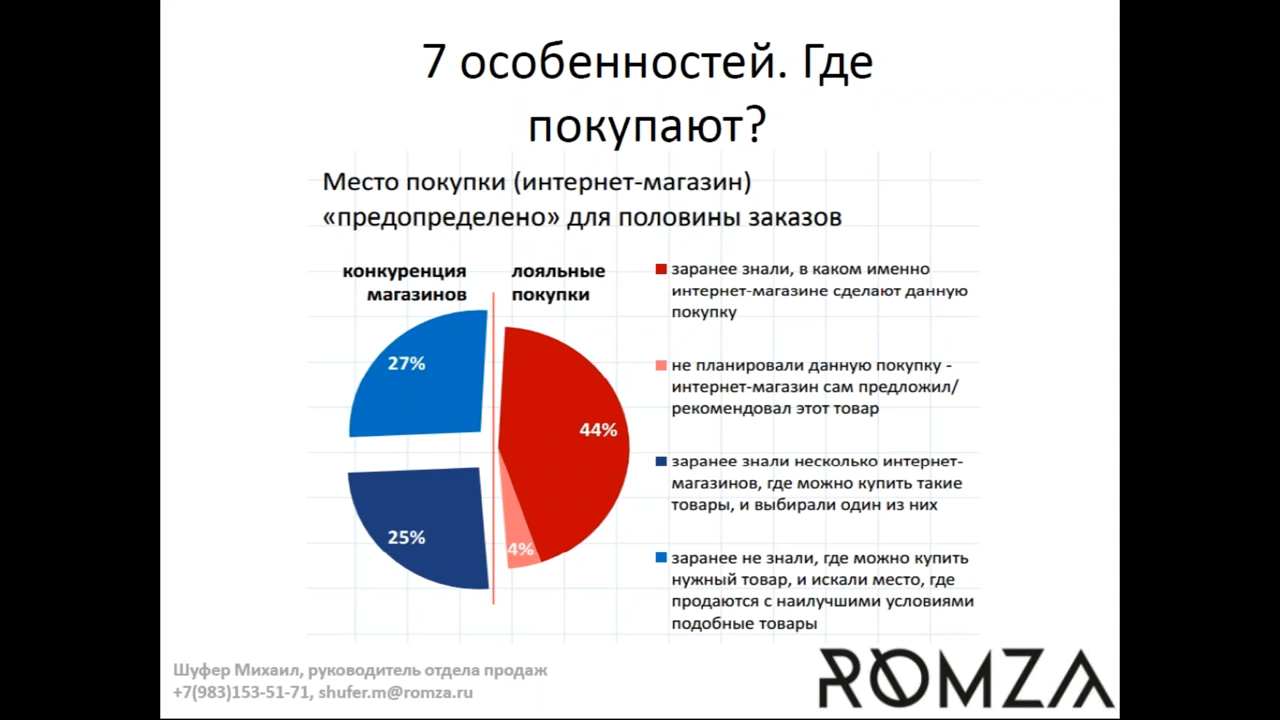 7 особенностей. Где
покупают?
Место покупки (интернет-магазин)
«предопределено» для половины заказов
конкуренция
магазинов
лояльные
покупки
27%
25%
44%
4%
заранее знали, в каком именно
интернет-магазине сделают данную
покупку
не планировали данную покупку -
интернет-магазин сам предложил/
рекомендовал этот товар
заранее знали несколько интернет-
магазинов, где можно купить такие
товары, и выбирали один из них
заранее не знали, где можно купить
нужный товар, и искали место, где
продаются с наилучшими условиями
подобные товары
Шуфер Михаил, руководитель отдела продаж
+7(983)153-51-71, shufer.m@romza.ru
ROMZA